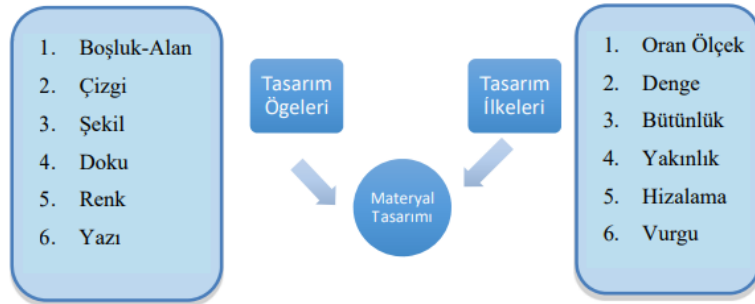 1. Boşluk-Alan
2. Çizgi
3. Şekil
4. Doku
5. Renk
6. Yazı
Tasarım
Ögeleri
Tasarım
İlkeleri
Materyal
Tasarımı
1. Oran Ölçek
2. Denge
3. Bütünlük
4. Yakınlık
5. Hizalama
6. Vurgu